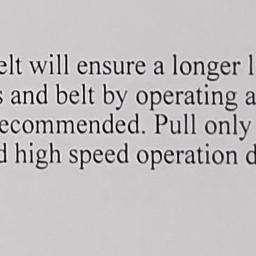 elt will ensure a longer l
s and belt by operating a
ecommended. Pull only
d high speed operation d